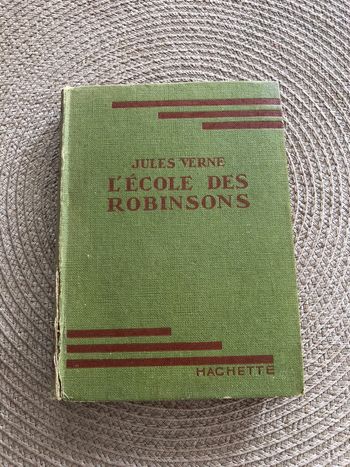 JULES VERNE
L'ÉCOLE DES
ROBINSONS
HACHETTE